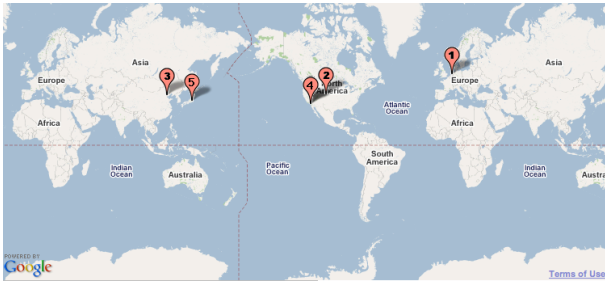 1
Asia
3
2
5
4
Europe
North
America
Europe
Asia
Atlantic
Ocean
Africa
Africa
South
America
Indian
Ocean
Pacific
Ocean
Indian
Ocean
Australia
Austra
POWERED BY
Google
Terms of Use